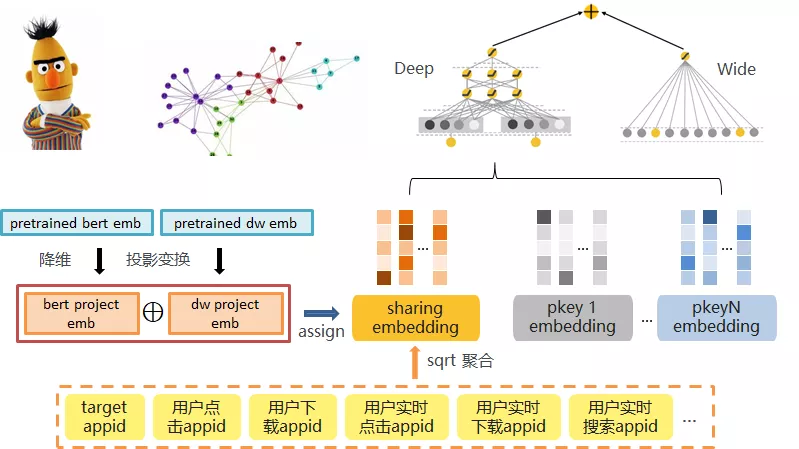 Deep
Wide
pretrained bert emb
pretrained dw emb
降维
投影变换
bert project
emb
dw project
emb
assign
sharing
embedding
pkey 1
embedding
...
pkeyN
embedding
...
sqrt 聚合
target
appid
用户点
击appid
用户下
载appid
用户实时
点击appid
用户实时
下载appid
用户实时
搜索appid
...